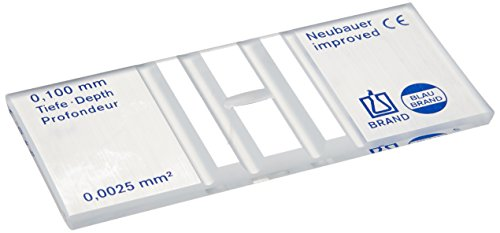 0,100 mm
Tiefe · Depth
Profondeur
0,0025 mm²
Neubauer CE
improved
BRAND
BLAU
BRAND